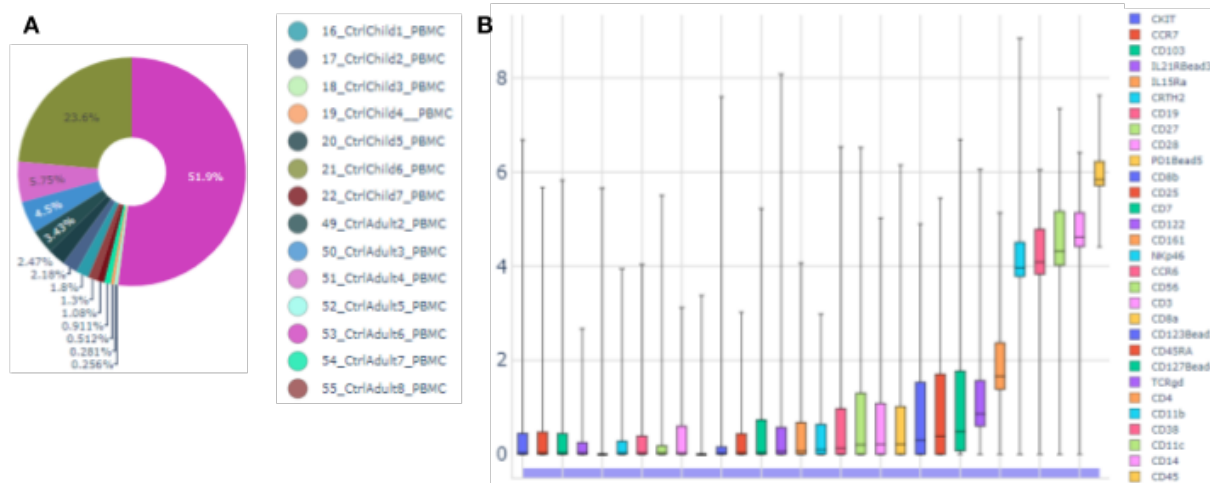 A
23.6%
5.75%
4.5%
3.43%
2.47%
2.18%
1.8%
1.3%
1.08%
0.911%
0.512%
0.281%
0.256%
51.9%
16_CtrlChild1_PBMC
17_CtrlChild2_PBMC
18_CtrlChild3_PBMC
19_CtrlChild4__PBMC
20_CtrlChild5_PBMC
21_CtrlChild6_PBMC
22_CtrlChild7_PBMC
49_CtrlAdult2_PBMC
50_CtrlAdult3_PBMC
51_CtrlAdult4_PBMC
52_CtrlAdult5_PBMC
53_CtrlAdult6_PBMC
54_CtrlAdult7_PBMC
55_CtrlAdult8_PBMC
B
8
6
4
2
0
CKIT
CCR7
CD103
IL21RBead3
IL15Ra
CRTH2
CD19
CD27
CD28
PD1Bead5
CD8b
CD25
CD7
CD122
CD161
NKp46
CCR6
CD56
CD3
CD8a
CD123Bead
CD45RA
CD127Bead
TCRgd
CD4
CD11b
CD38
CD11c
CD14
CD45